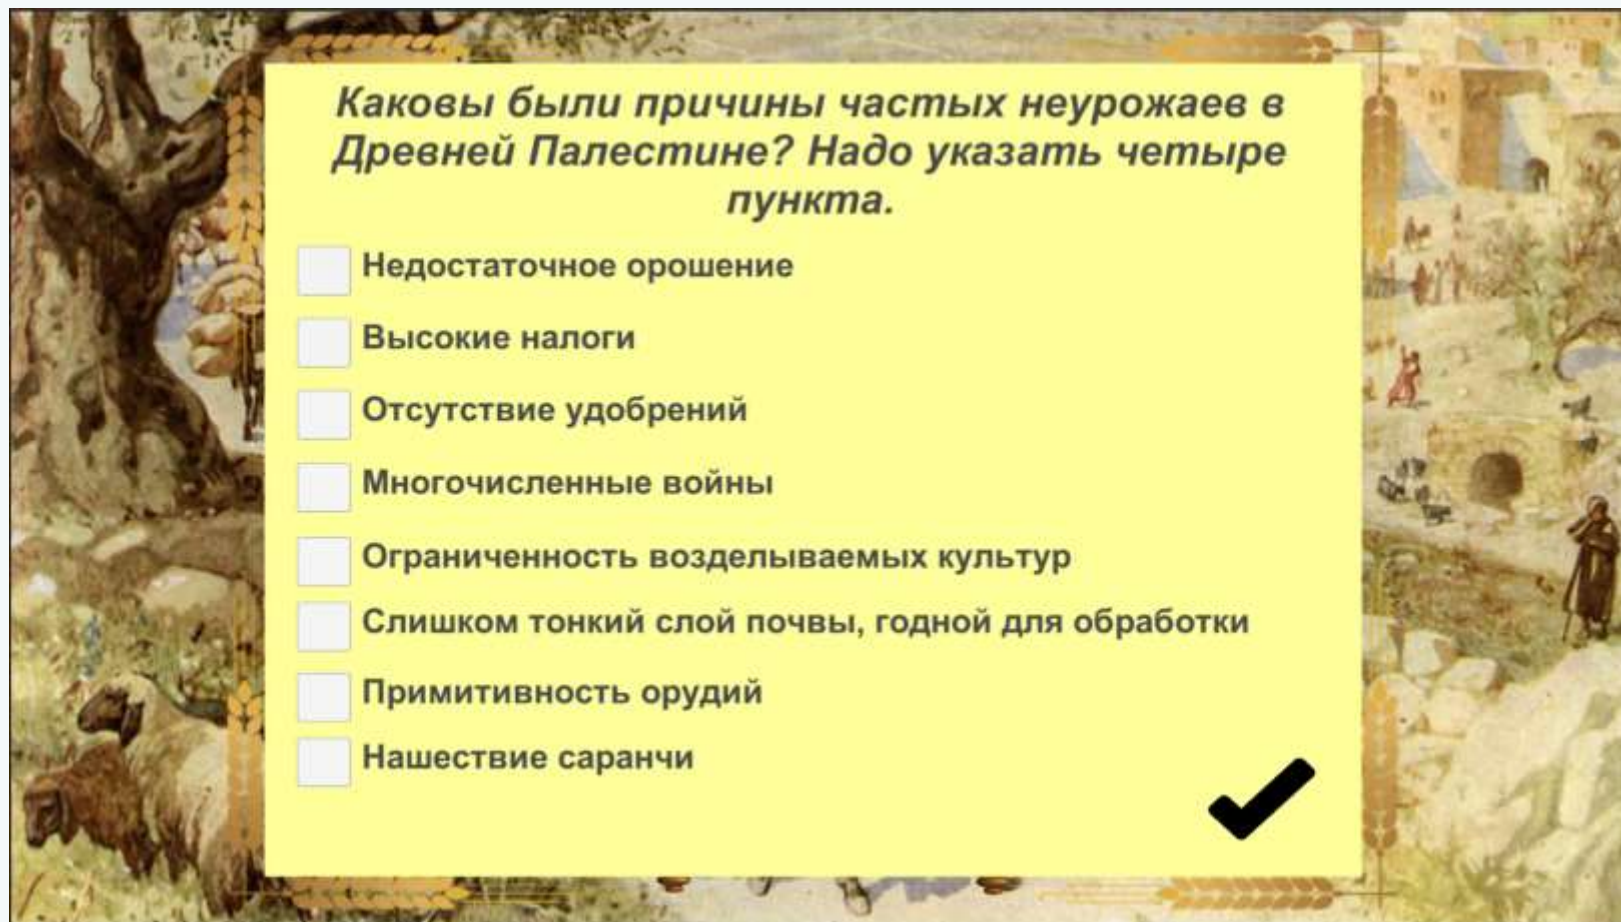 Каковы были причины частых неурожаев в
Древней Палестине? Надо указать четыре
пункта.
Недостаточное орошение
Высокие налоги
Отсутствие удобрений
Многочисленные войны
Ограниченность возделываемых культур
Слишком тонкий слой почвы, годной для обработки
Примитивность орудий
Нашествие саранчи